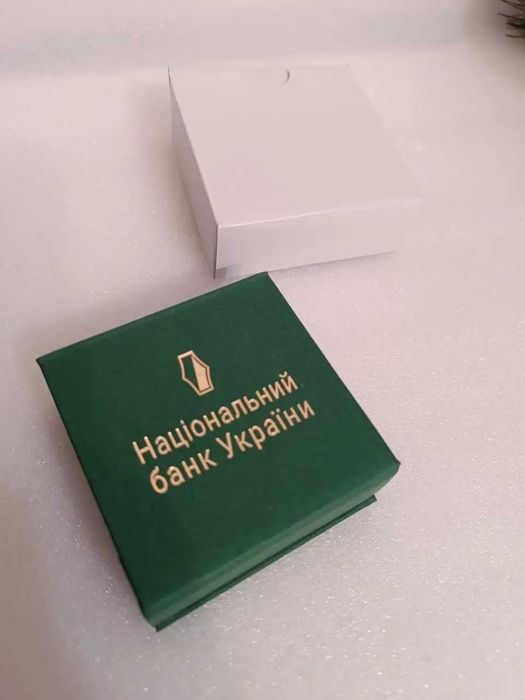 Національний
банк України